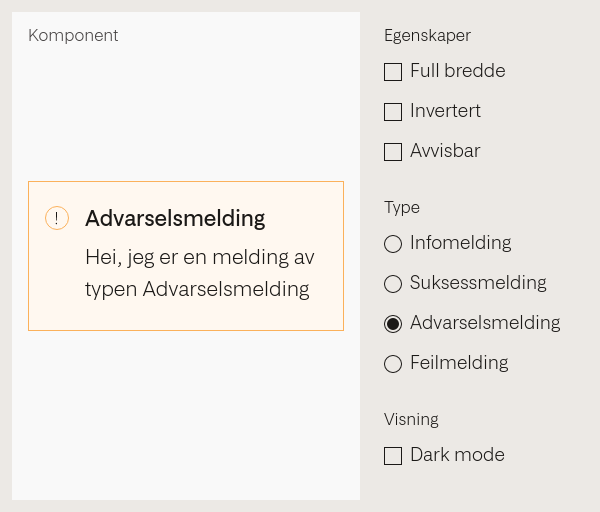 Komponent
!
Advarselsmelding
Hei, jeg er en melding av
typen Advarselsmelding
Egenskaper
Full bredde
Invertert
Avvisbar
Type
Infomelding
Suksessmelding
Advarselsmelding
Feilmelding
Visning
Dark mode